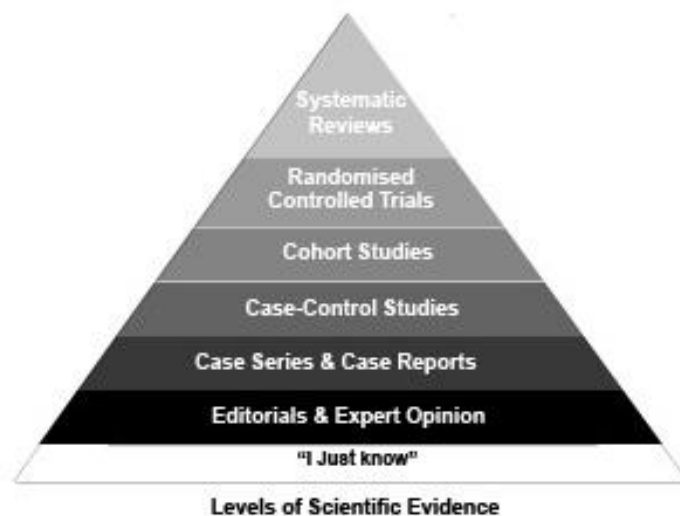 Systematic
Reviews
Randomised
Controlled Trials
Cohort Studies
Case-Control Studies
Case Series & Case Reports
Editorials & Expert Opinion
“I Just know”
Levels of Scientific Evidence